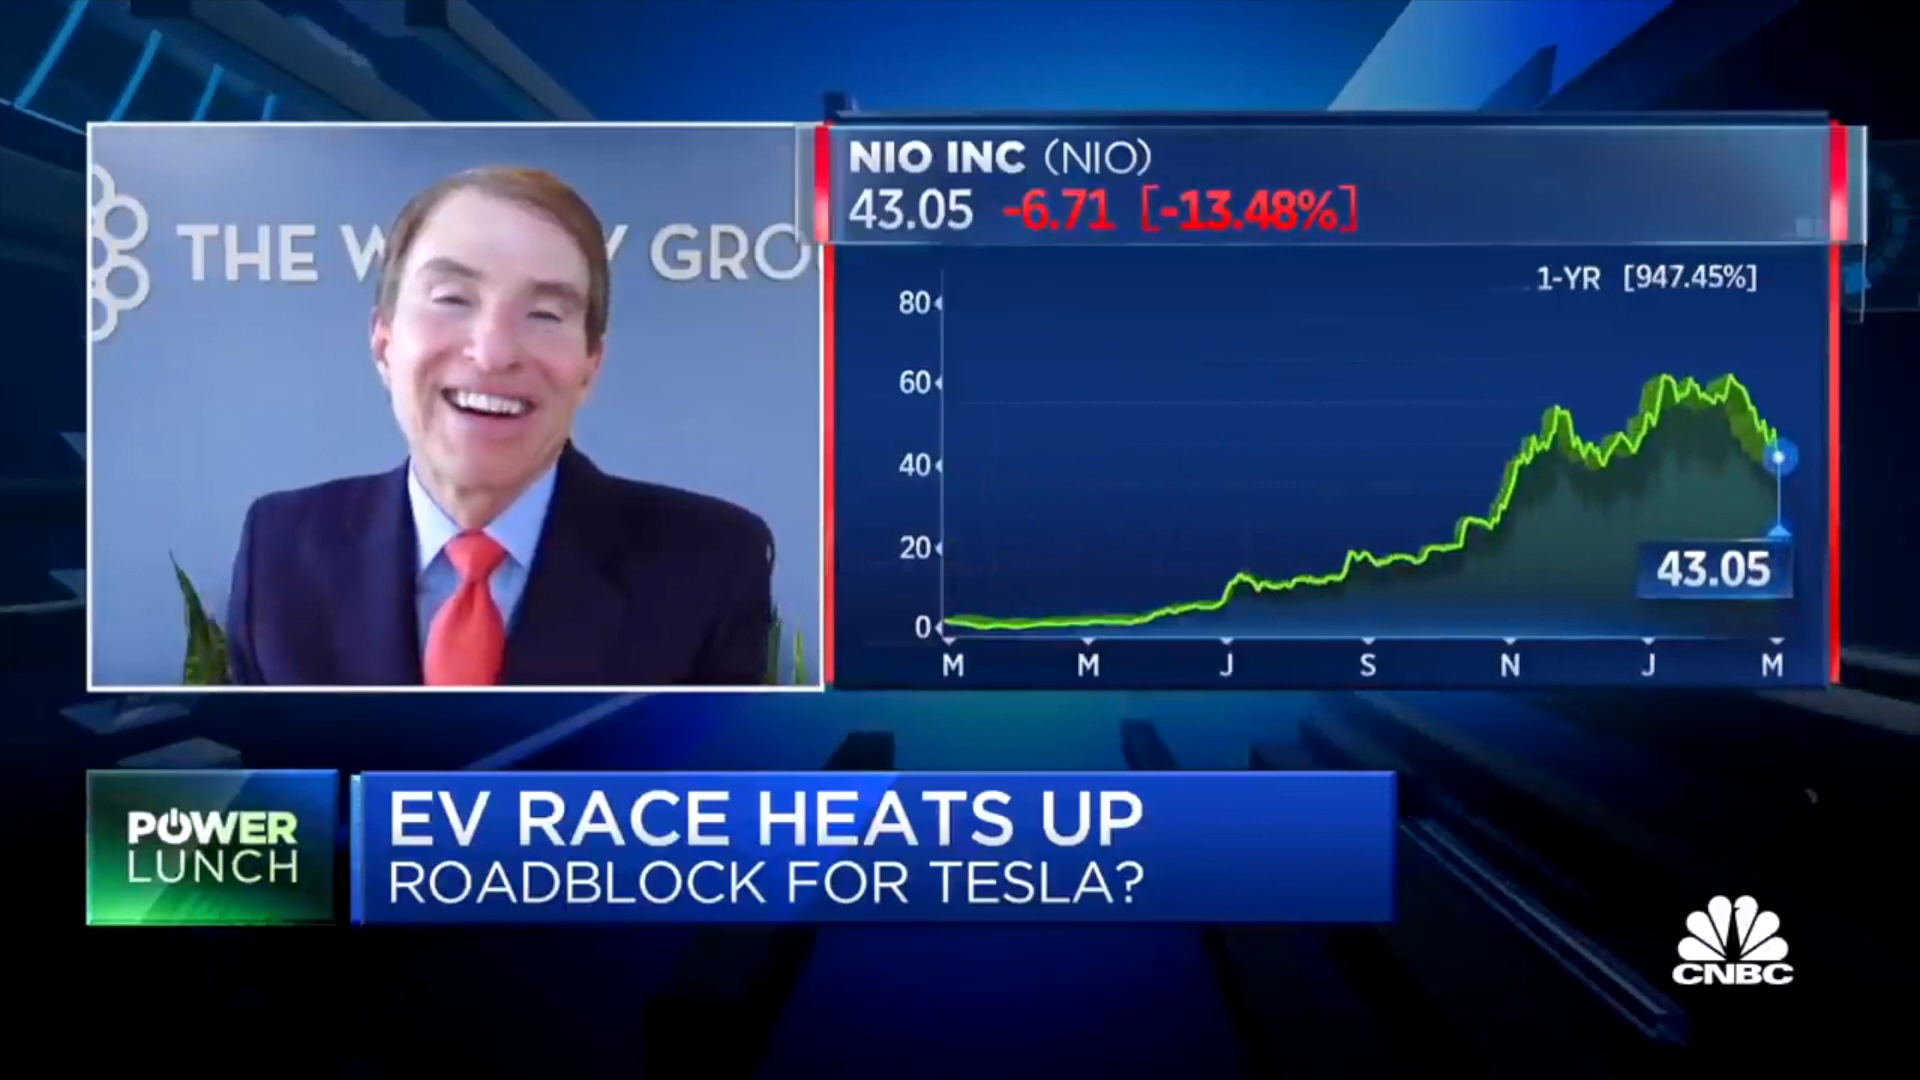 THE W Y GRO
NIO INC (NIO)
43.05 -6.71 [-13.48%]
1-YR [947.45%]
80
60
40
20
0
43.05
M M J S N J M
POWER
LUNCH
EV RACE HEATS UP
ROADBLOCK FOR TESLA?
CNBC